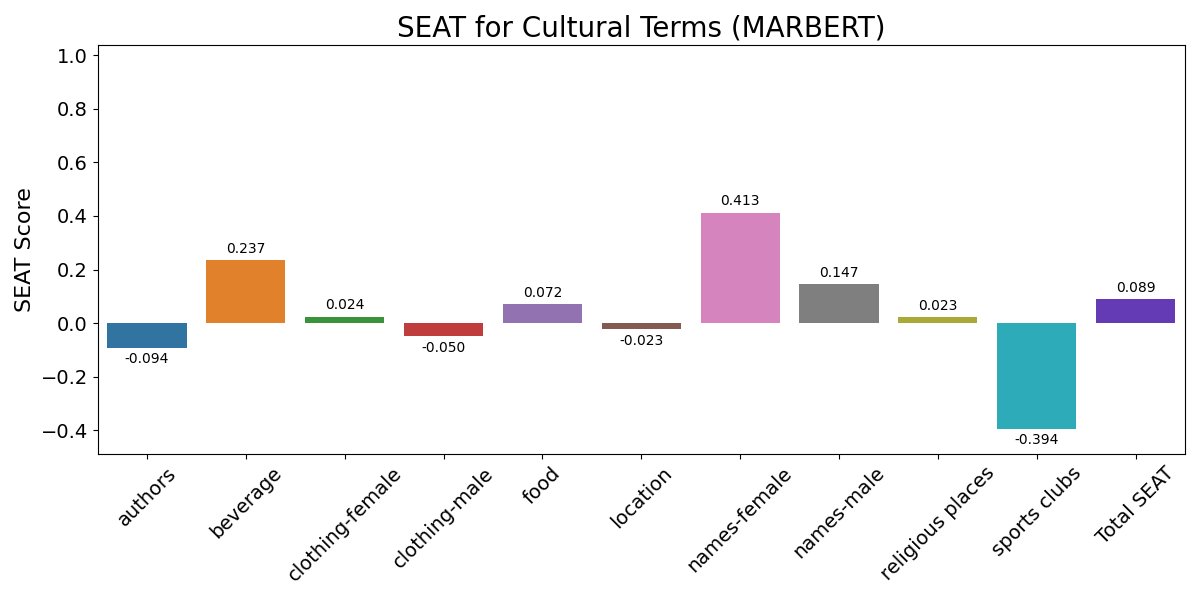 SEAT for Cultural Terms (MARBERT)
SEAT Score
1.0
0.8
0.6
0.4
0.2
0.0
−0.2
−0.4
-0.094
0.237
0.024
-0.050
0.072
-0.023
0.413
0.147
0.023
-0.394
0.089
authors
beverage
clothing-female
clothing-male
food
location
names-female
names-male
religious places
sports clubs
Total SEAT